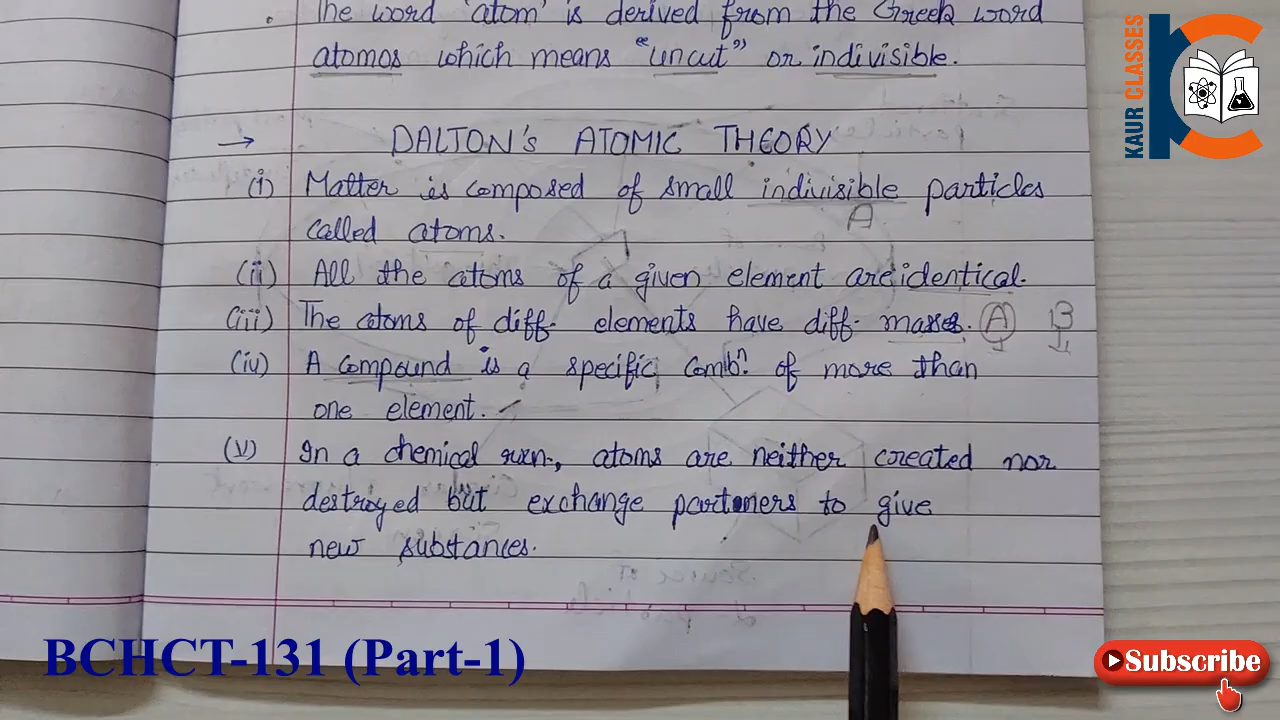 . The word 'atom' is derived from the Greek word
atomos which means "uncut" or indivisible.
→ DALTON's ATOMIC THEORY
(i) Matter is composed of small indivisible particles
A
called atoms.
(ii) All the atoms of a given element are identical.
(iii) The atoms of diff. elements have diff. masses. A B
(iv) A compound is a specific comb? of more than
one element.
(v) In a chemical rxn., atoms are neither created nor
destroyed but exchange partners to give
new substances.
KAUR CLASSES
BCHCT-131 (Part-1)
Subscribe